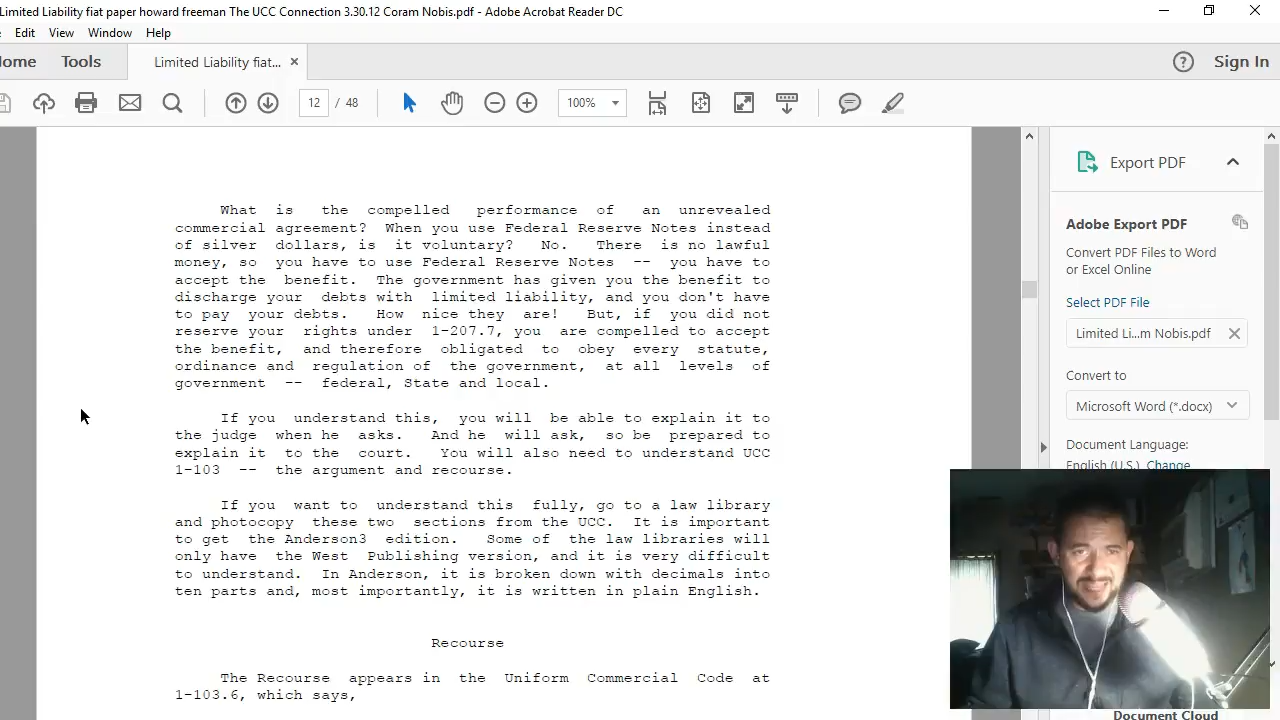 Limited Liability fiat paper howard freeman The UCC Connection 3.30.12 Coram Nobis.pdf - Adobe Acrobat Reader DC
Edit View Window Help
Home Tools Limited Liability fiat... × ? Sign In
12 / 48 100%
What is the compelled performance of an unrevealed
commercial agreement? When you use Federal Reserve Notes instead
of silver dollars, is it voluntary? No. There is no lawful
money, so you have to use Federal Reserve Notes -- you have to
accept the benefit. The government has given you the benefit to
discharge your debts with limited liability, and you don't have
to pay your debts. How nice they are! But, if you did not
reserve your rights under 1-207.7, you are compelled to accept
the benefit, and therefore obligated to obey every statute,
ordinance and regulation of the government, at all levels of
government -- federal, State and local.
If you understand this, you will be able to explain it to
the judge when he asks. And he will ask, so be prepared to
explain it to the court. You will also need to understand UCC
1-103 -- the argument and recourse.
If you want to understand this fully, go to a law library
and photocopy these two sections from the UCC. It is important
to get the Anderson3 edition. Some of the law libraries will
only have the West Publishing version, and it is very difficult
to understand. In Anderson, it is broken down with decimals into
ten parts and, most importantly, it is written in plain English.
Recourse
The Recourse appears in the Uniform Commercial Code at
1-103.6, which says,
Export PDF
Adobe Export PDF
Convert PDF Files to Word
or Excel Online
Select PDF File
Limited Li...m Nobis.pdf
Convert to
Microsoft Word (*.docx)
Document Language:
English (U.S.) Change
Document Cloud